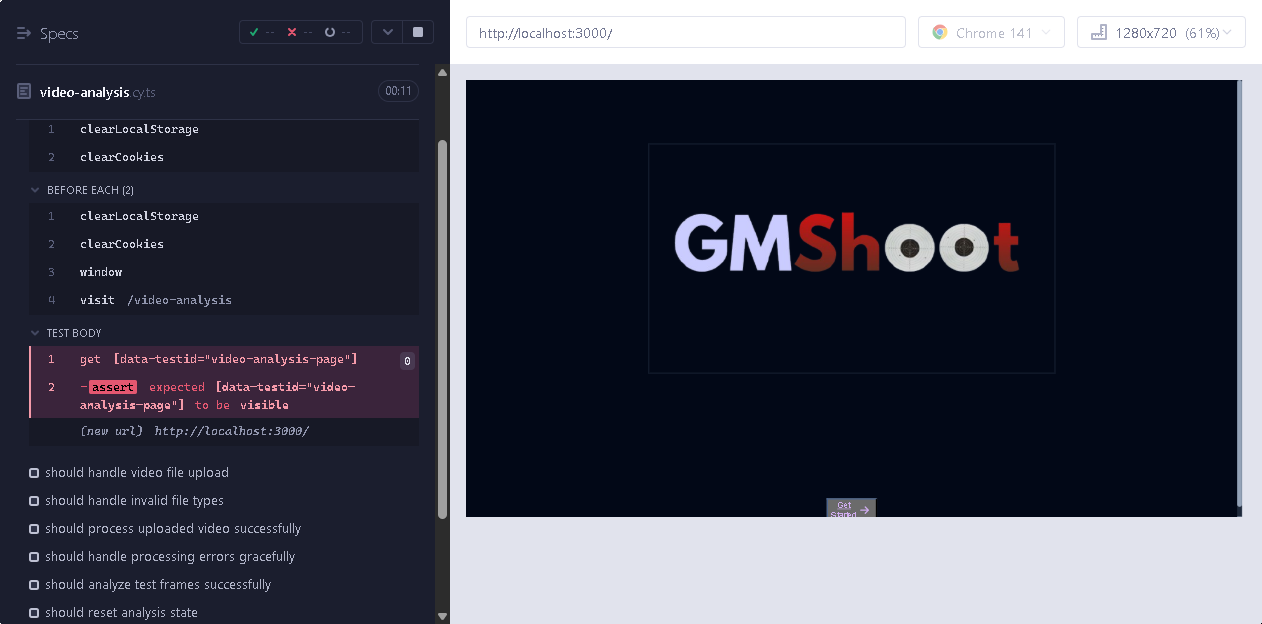 Specs
-- -- --
http://localhost:3000/
Chrome 141
1280x720 (61%)
video-analysis.cy.ts
00:11
1 clearLocalStorage
2 clearCookies
BEFORE EACH (2)
1 clearLocalStorage
2 clearCookies
3 window
4 visit /video-analysis
TEST BODY
1 get [data-testid="video-analysis-page"] 0
2 -assert expected [data-testid="video-
analysis-page"] to be visible
(new url) http://localhost:3000/
should handle video file upload
should handle invalid file types
should process uploaded video successfully
should handle processing errors gracefully
should analyze test frames successfully
should reset analysis state
GMShoot
Get
Started